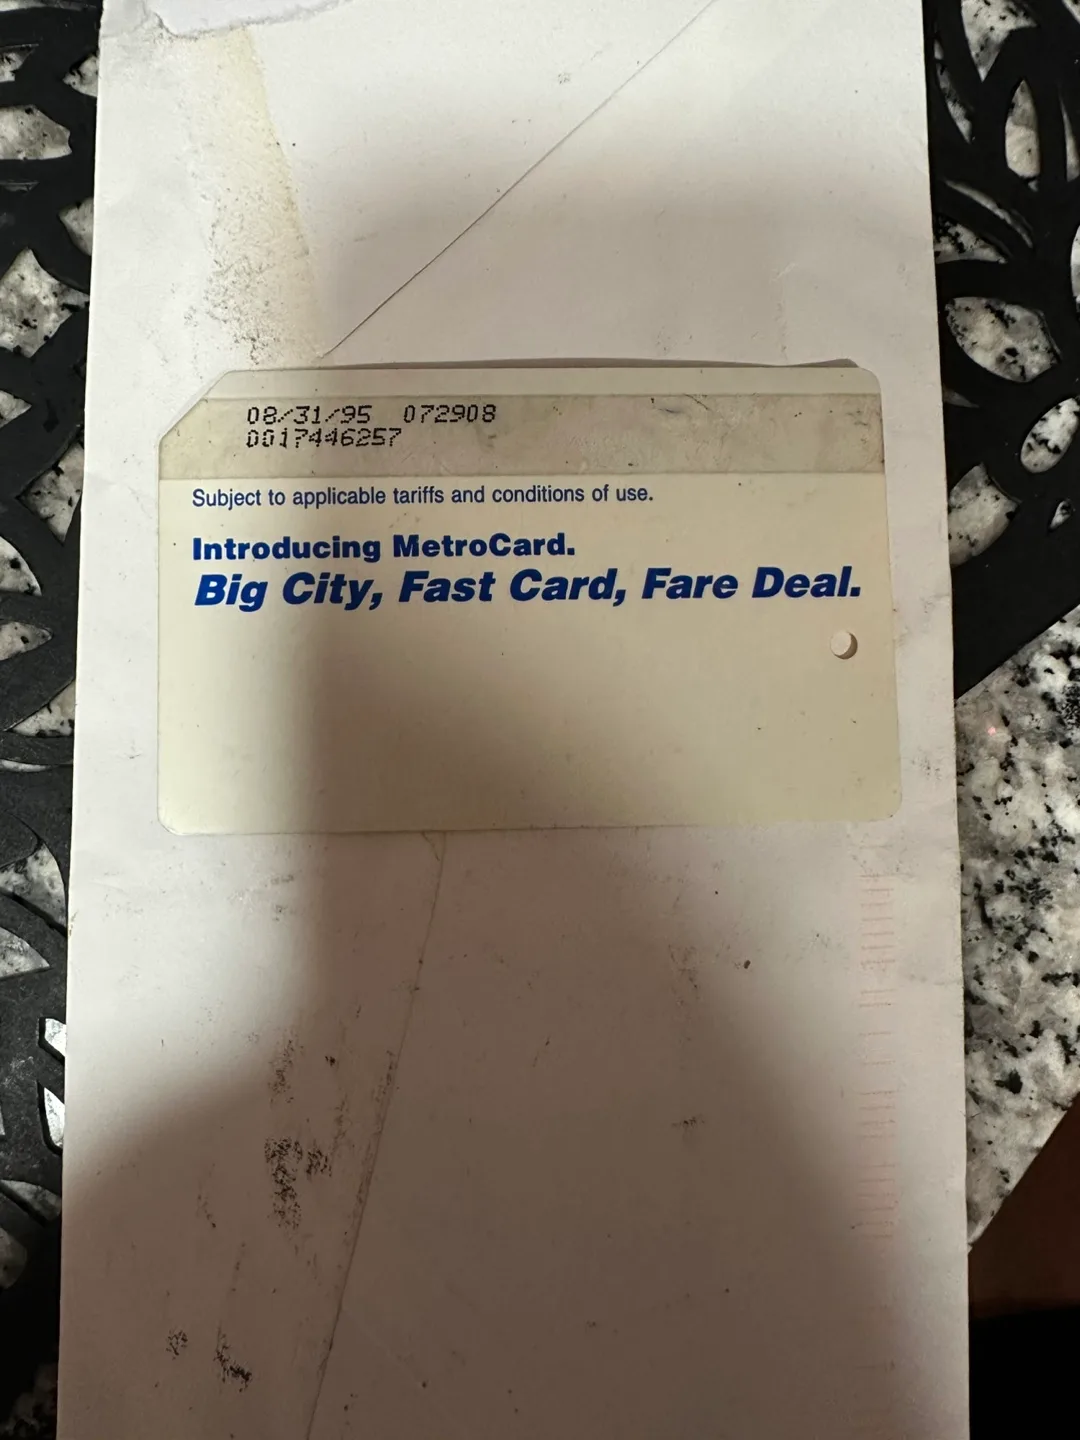 08/31/95 072908
0017446257
Subject to applicable tariffs and conditions of use.
Introducing MetroCard.
Big City, Fast Card, Fare Deal.